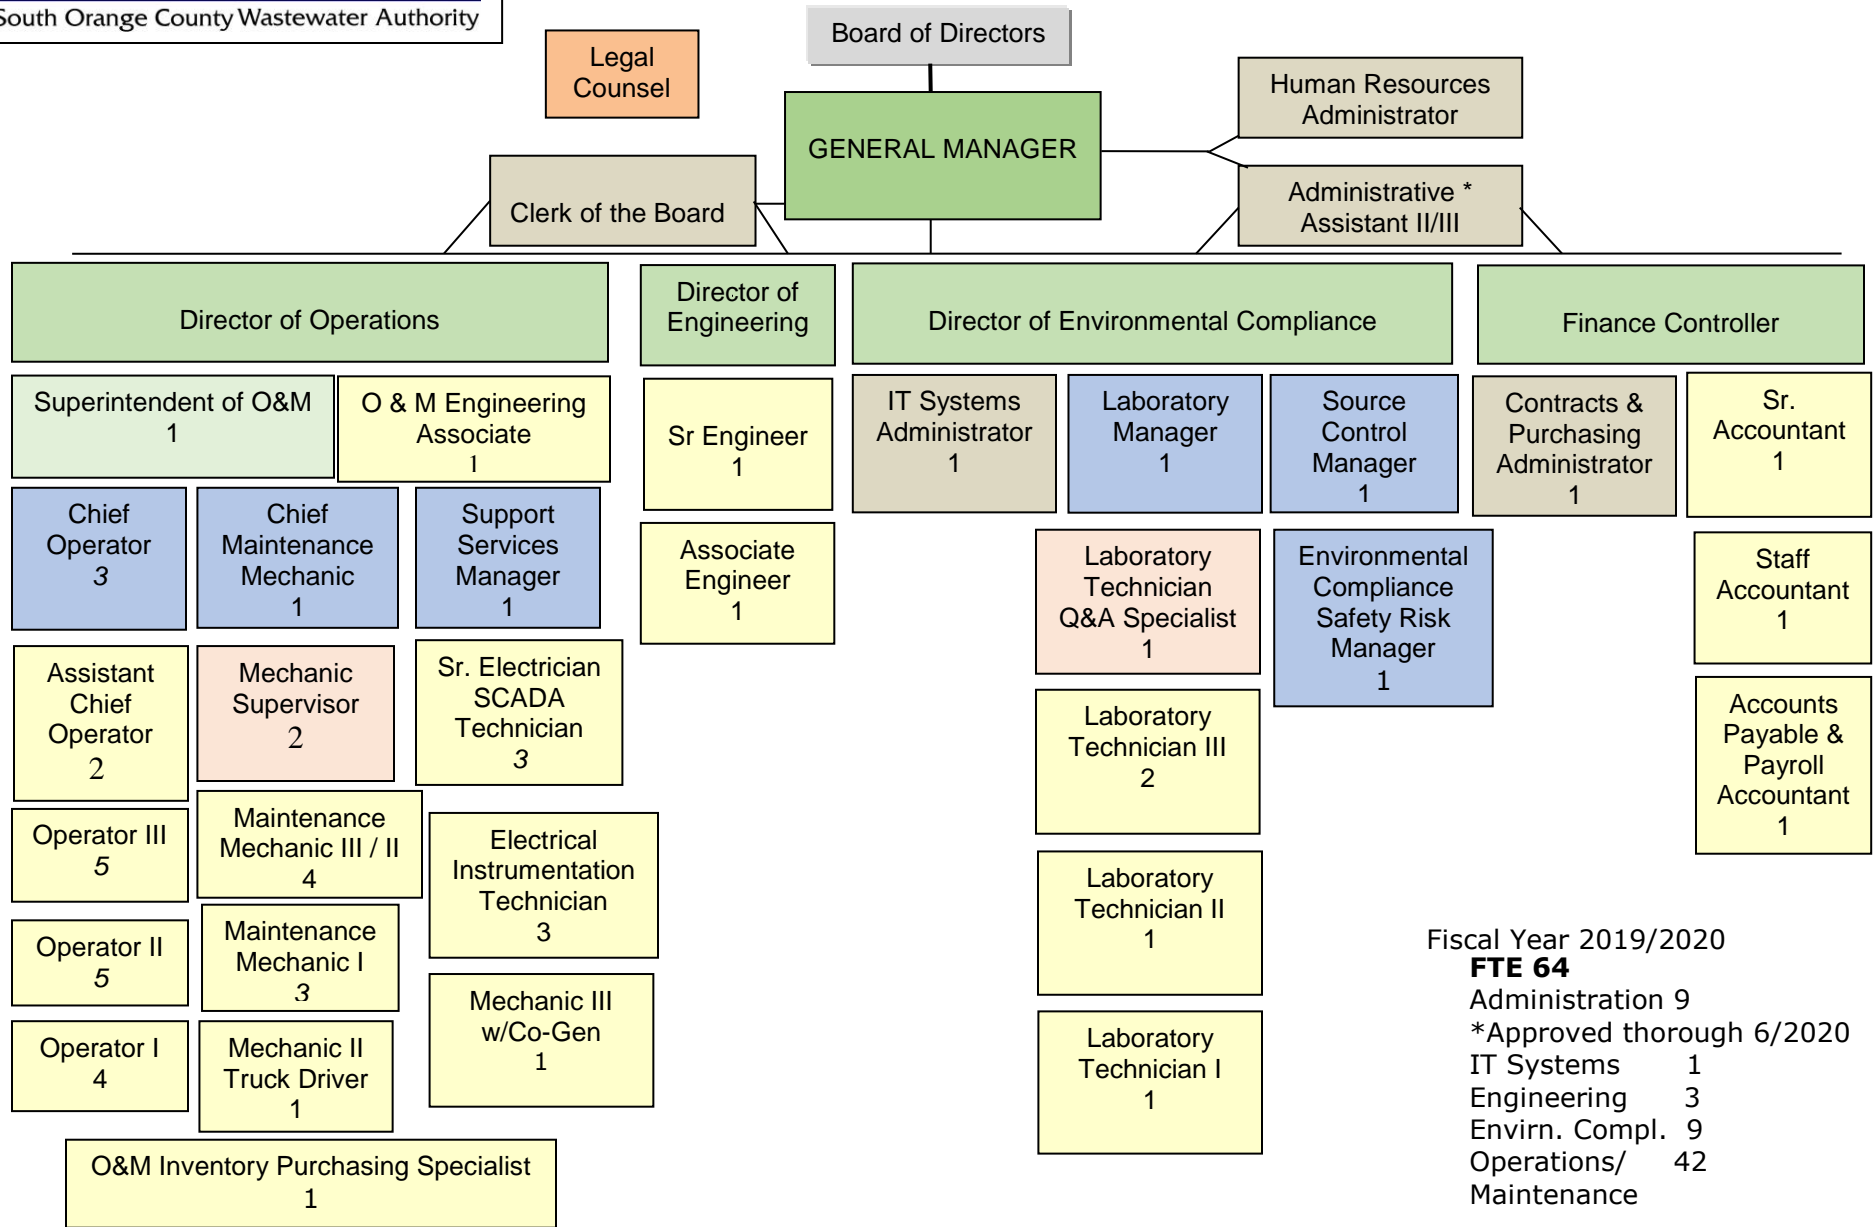 South Orange County Wastewater Authority
Board of Directors
Legal
Counsel
Human Resources
Administrator
GENERAL MANAGER
Clerk of the Board
Administrative *
Assistant II/III
Director of Operations
Director of
Engineering
Director of Environmental Compliance
Finance Controller
Superintendent of O&M
1
O & M Engineering
Associate
1
Sr Engineer
1
IT Systems
Administrator
1
Laboratory
Manager
1
Source
Control
Manager
1
Contracts &
Purchasing
Administrator
1
Sr.
Accountant
1
Chief
Operator
3
Chief
Maintenance
Mechanic
1
Support
Services
Manager
1
Associate
Engineer
1
Laboratory
Technician
Q&A Specialist
1
Environmental
Compliance
Safety Risk
Manager
1
Staff
Accountant
1
Assistant
Chief
Operator
2
Mechanic
Supervisor
2
Sr. Electrician
SCADA
Technician
3
Laboratory
Technician III
2
Accounts
Payable &
Payroll
Accountant
1
Operator III
5
Maintenance
Mechanic III / II
4
Electrical
Instrumentation
Technician
3
Laboratory
Technician II
1
Operator II
5
Maintenance
Mechanic I
3
Mechanic III
w/Co-Gen
1
Operator I
4
Mechanic II
Truck Driver
1
Laboratory
Technician I
1
O&M Inventory Purchasing Specialist
1
Fiscal Year 2019/2020
FTE 64
Administration 9
*Approved thorough 6/2020
IT Systems 1
Engineering 3
Envirn. Compl. 9
Operations/ 42
Maintenance